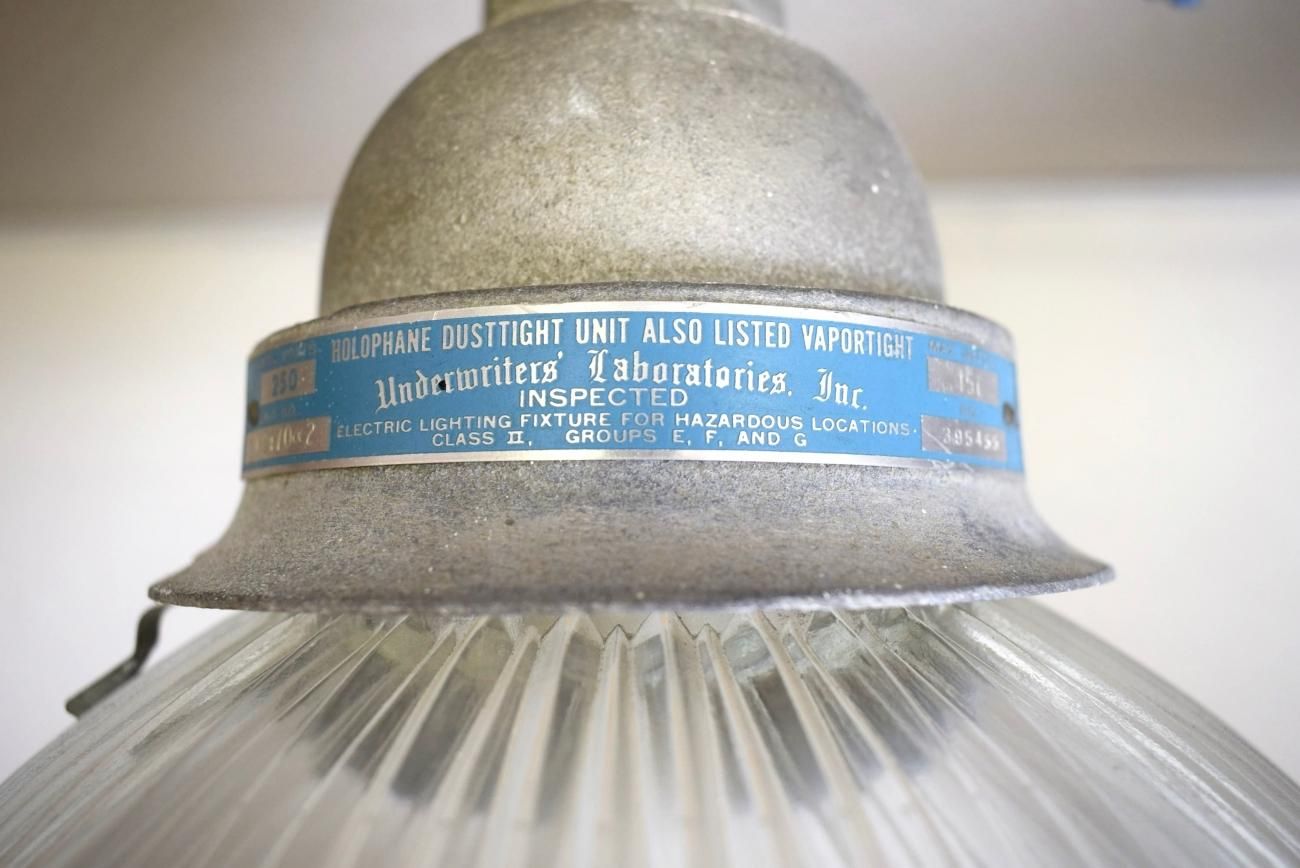 HOLOPHANE DUSTTIGHT UNIT ALSO LISTED VAPORTIGHT
Underwriters' Laboratories, Inc.
INSPECTED
ELECTRIC LIGHTING FIXTURE FOR HAZARDOUS LOCATIONS.
CLASS II, GROUPS E, F, AND G
250
395455